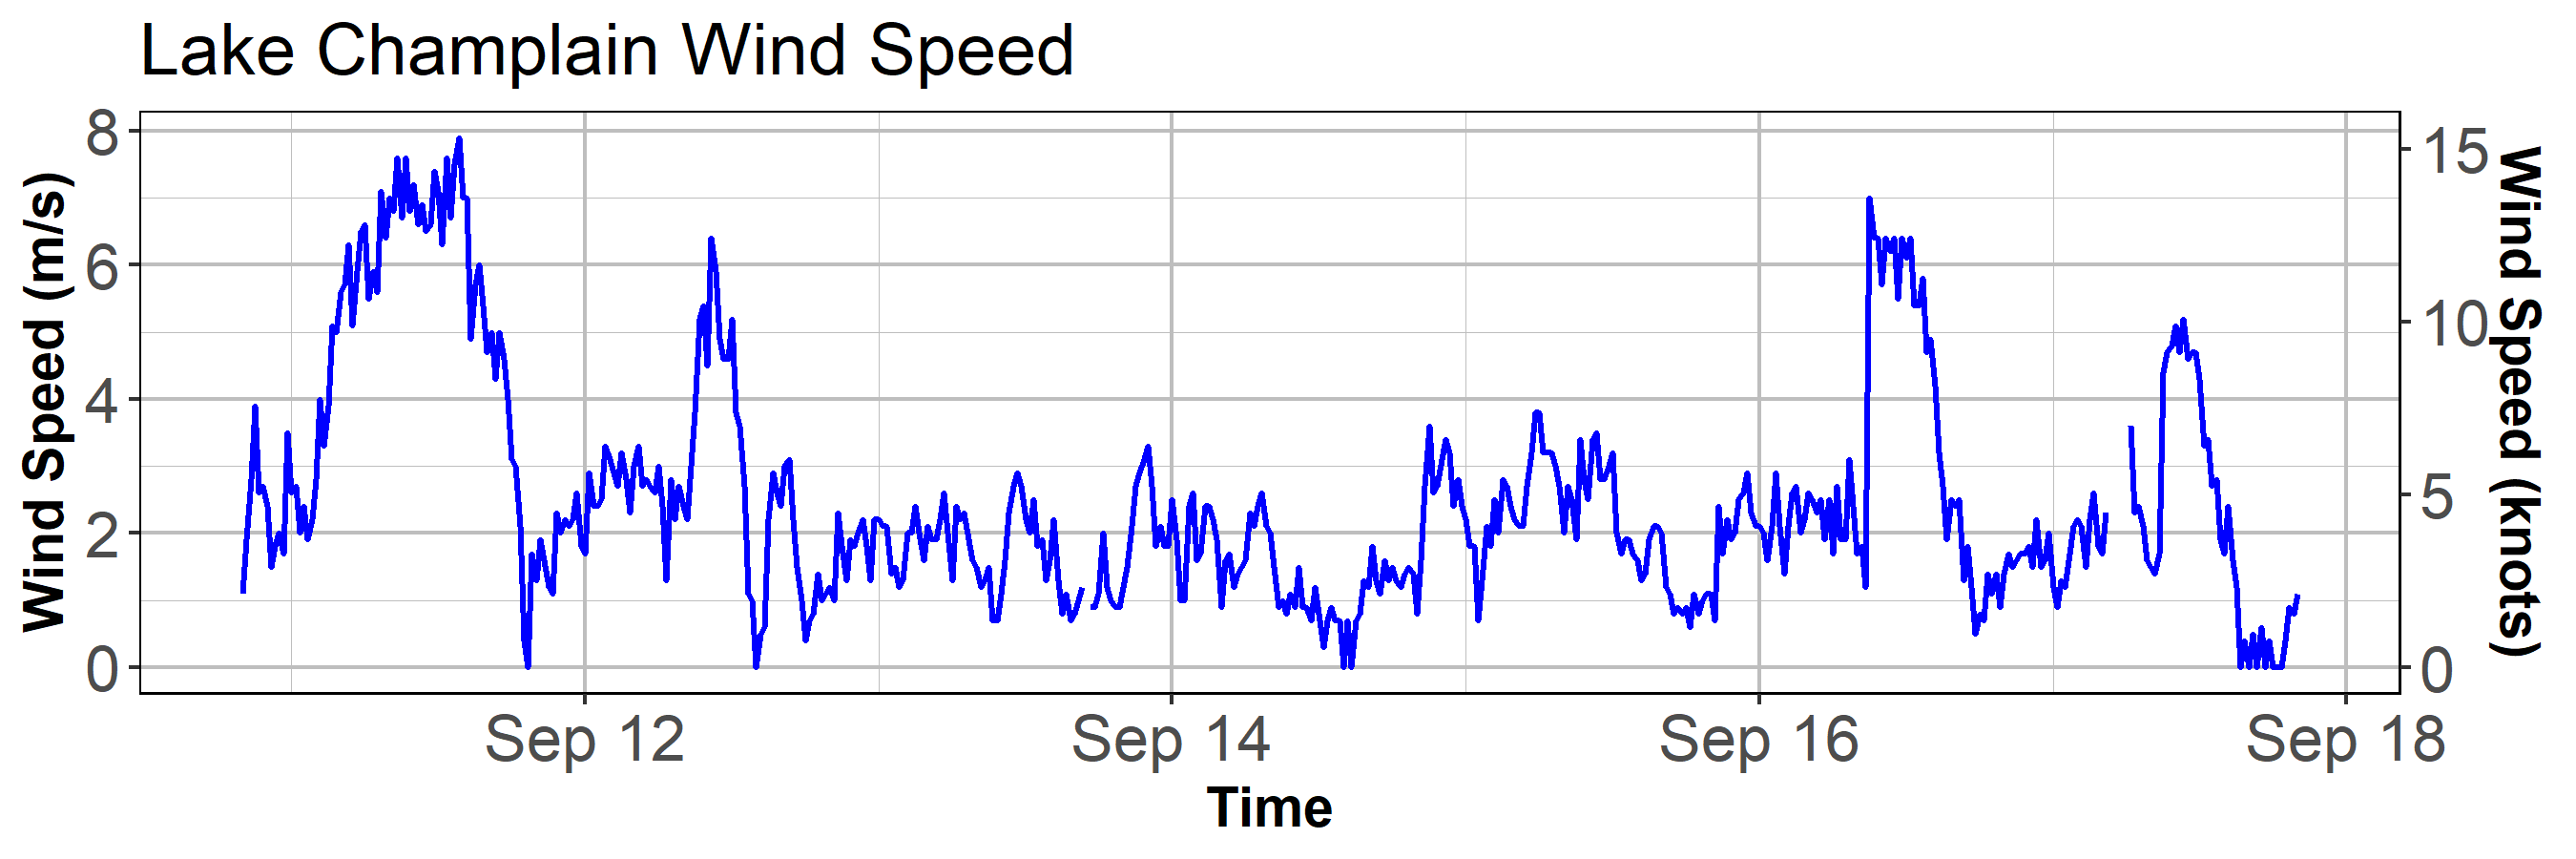 Lake Champlain Wind Speed
Wind Speed (m/s)
8
6
4
2
0
15
10
5
0
Wind Speed (knots)
Sep 12
Sep 14
Sep 16
Sep 18
Time